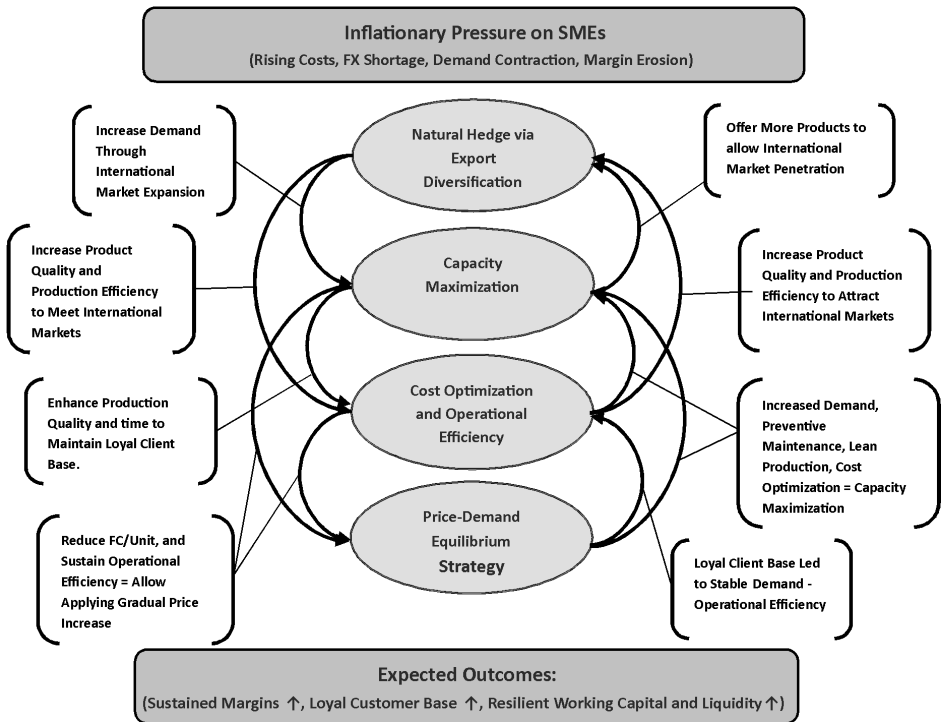 Inflationary Pressure on SMEs
(Rising Costs, FX Shortage, Demand Contraction, Margin Erosion)
Increase Demand
Through
International
Market Expansion
Natural Hedge via
Export
Diversification
Offer More Products to
allow International
Market Penetration
Increase Product
Quality and
Production Efficiency
to Meet International
Markets
Capacity
Maximization
Increase Product
Quality and Production
Efficiency to Attract
International Markets
Enhance Production
Quality and time to
Maintain Loyal Client
Base.
Cost Optimization
and Operational
Efficiency
Increased Demand,
Preventive
Maintenance, Lean
Production, Cost
Optimization = Capacity
Maximization
Reduce FC/Unit, and
Sustain Operational
Efficiency = Allow
Applying Gradual Price
Increase
Price-Demand
Equilibrium
Strategy
Loyal Client Base Led
to Stable Demand -
Operational Efficiency
Expected Outcomes:
(Sustained Margins ↑, Loyal Customer Base ↑, Resilient Working Capital and Liquidity↑)